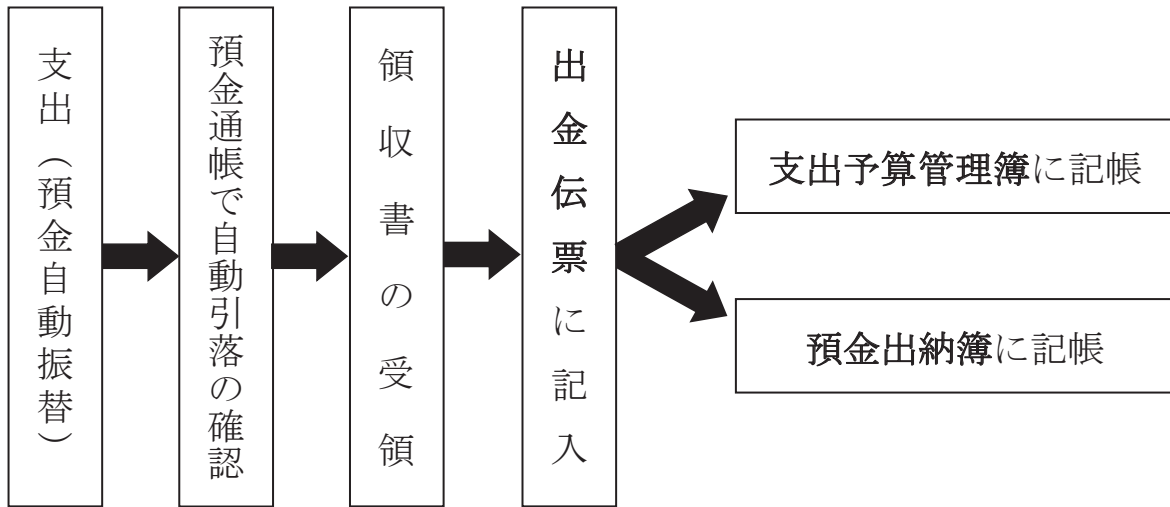 支出（預金自動振替）
預金通帳で自動引落の確認
領収書の受領
出金伝票に記入
支出予算管理簿に記帳
預金出納簿に記帳